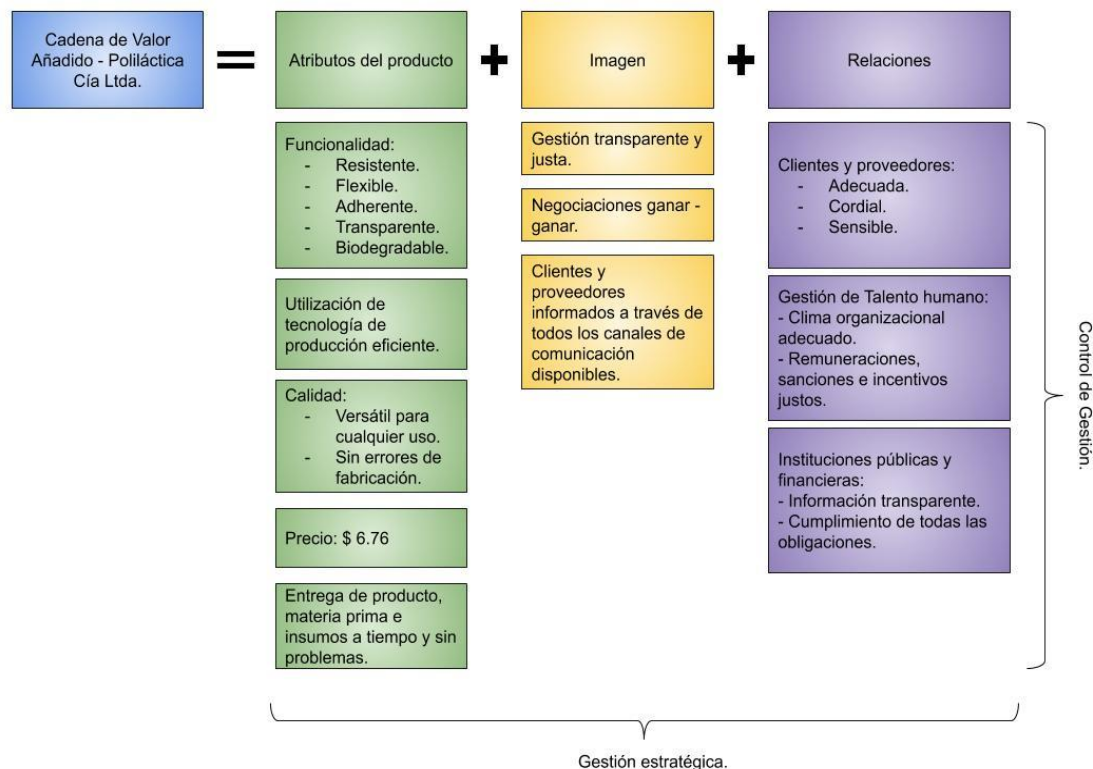 Cadena de Valor
Añadido - Poliláctica
Cía Ltda.
=
Atributos del producto
+
Imagen
+
Relaciones
Funcionalidad:
- Resistente.
- Flexible.
- Adherente.
- Transparente.
- Biodegradable.
Utilización de
tecnología de
producción eficiente.
Calidad:
- Versátil para
cualquier uso.
- Sin errores de
fabricación.
Precio: $ 6.76
Entrega de producto,
materia prima e
insumos a tiempo y sin
problemas.
Gestión transparente y
justa.
Negociaciones ganar -
ganar.
Clientes y
proveedores
informados a través de
todos los canales de
comunicación
disponibles.
Clientes y proveedores:
- Adecuada.
- Cordial.
- Sensible.
Gestión de Talento humano:
- Clima organizacional
adecuado.
- Remuneraciones,
sanciones e incentivos
justos.
Instituciones públicas y
financieras:
- Información transparente.
- Cumplimiento de todas las
obligaciones.
Control de Gestión.
Gestión estratégica.